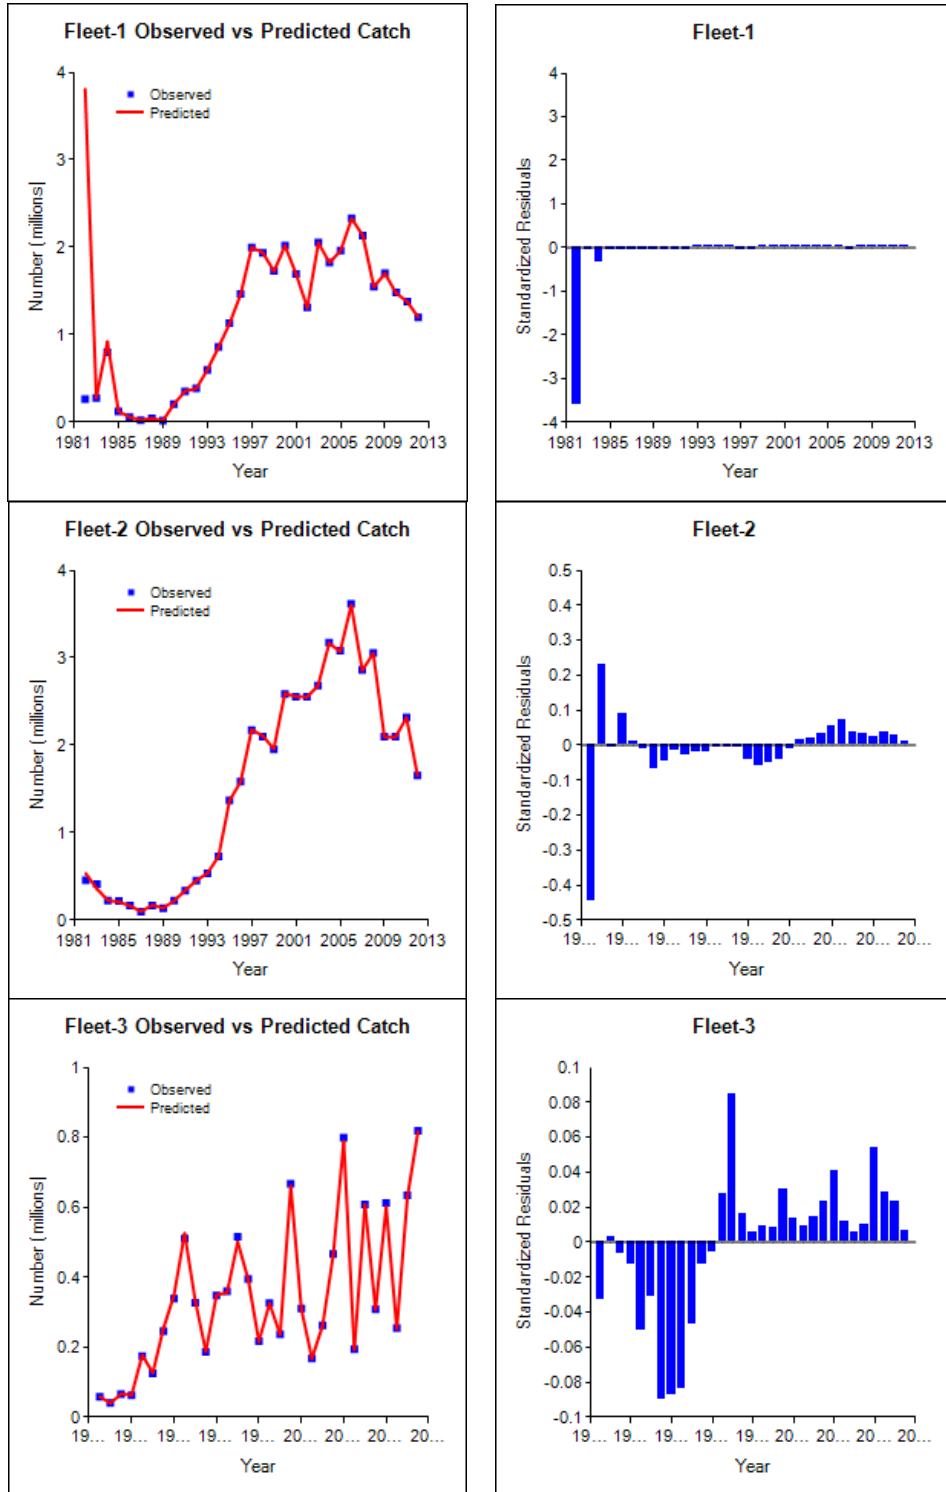 Fleet-1 Observed vs Predicted Catch
4
3
2
1
0
Number (millions)
Observed
Predicted
1981 1985 1989 1993 1997 2001 2005 2009 2013
Year
Fleet-1
4
3
2
1
0
-1
-2
-3
-4
Standardized Residuals
1981 1985 1989 1993 1997 2001 2005 2009 2013
Year
Fleet-2 Observed vs Predicted Catch
4
3
2
1
0
Number (millions)
Observed
Predicted
1981 1985 1989 1993 1997 2001 2005 2009 2013
Year
Fleet-2
0.5
0.4
0.3
0.2
0.1
0
-0.1
-0.2
-0.3
-0.4
-0.5
Standardized Residuals
19... 19... 19... 19... 19... 20... 20... 20... 20...
Year
Fleet-3 Observed vs Predicted Catch
1
0.8
0.6
0.4
0.2
0
Number (millions)
Observed
Predicted
19... 19... 19... 19... 19... 20... 20... 20... 20...
Year
Fleet-3
0.1
0.08
0.06
0.04
0.02
0
-0.02
-0.04
-0.06
-0.08
-0.1
Standardized Residuals
19... 19... 19... 19... 19... 20... 20... 20... 20...
Year